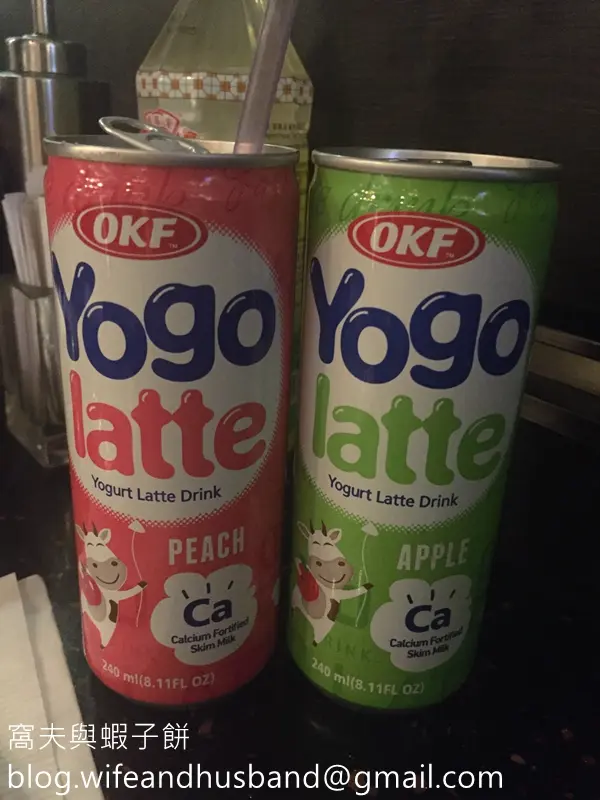 OKF™
Yogo
latte
Yogurt Latte Drink
PEACH
Ca
Calcium Fortified
Skim Milk
240 ml(8.11FL OZ)
OKF™
Yogo
latte
Yogurt Latte Drink
APPLE
Ca
Calcium Fortified
Skim Milk
240 ml(8.11FL OZ)
窩夫與蝦子餅
blog.wifeandhusband@gmail.com